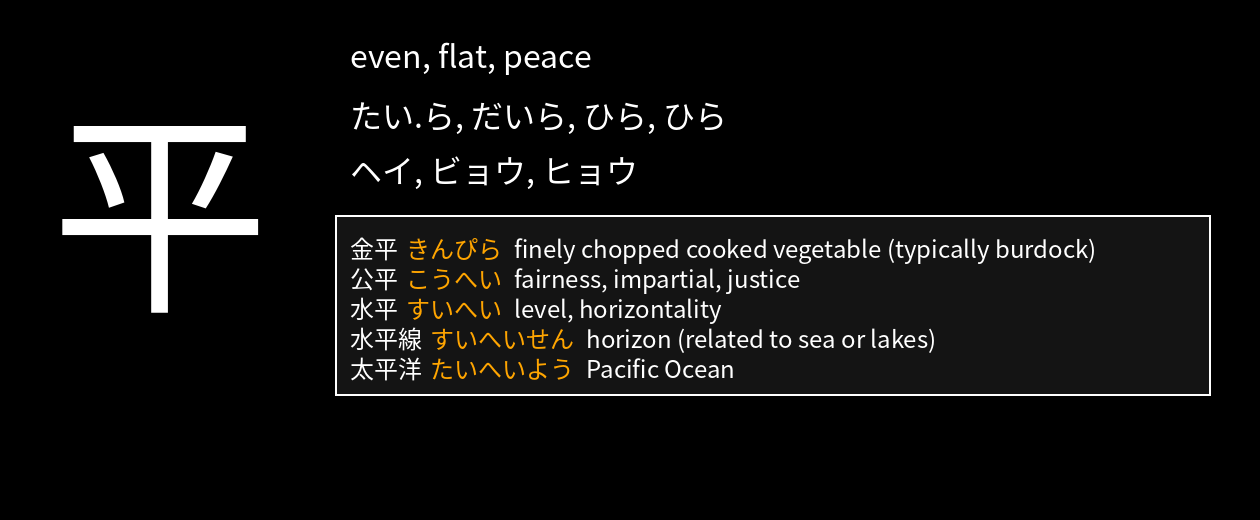 平
even, flat, peace
たい.ら, だいら, ひら, ひら
ヘイ, ビョウ, ヒョウ
金平 きんぴら finely chopped cooked vegetable (typically burdock)
公平 こうへい fairness, impartial, justice
水平 すいへい level, horizontality
水平線 すいへいせん horizon (related to sea or lakes)
太平洋 たいへいよう Pacific Ocean